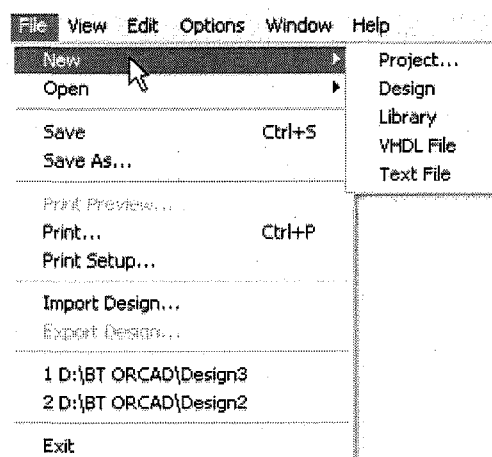 File View Edit Options Window Help
New
Open
Save Ctrl+S
Save As...
Print Preview...
Print... Ctrl+P
Print Setup...
Import Design...
Export Design...
1 D:\BT ORCAD\Design3
2 D:\BT ORCAD\Design2
Exit
Project...
Design
Library
VHDL File
Text File